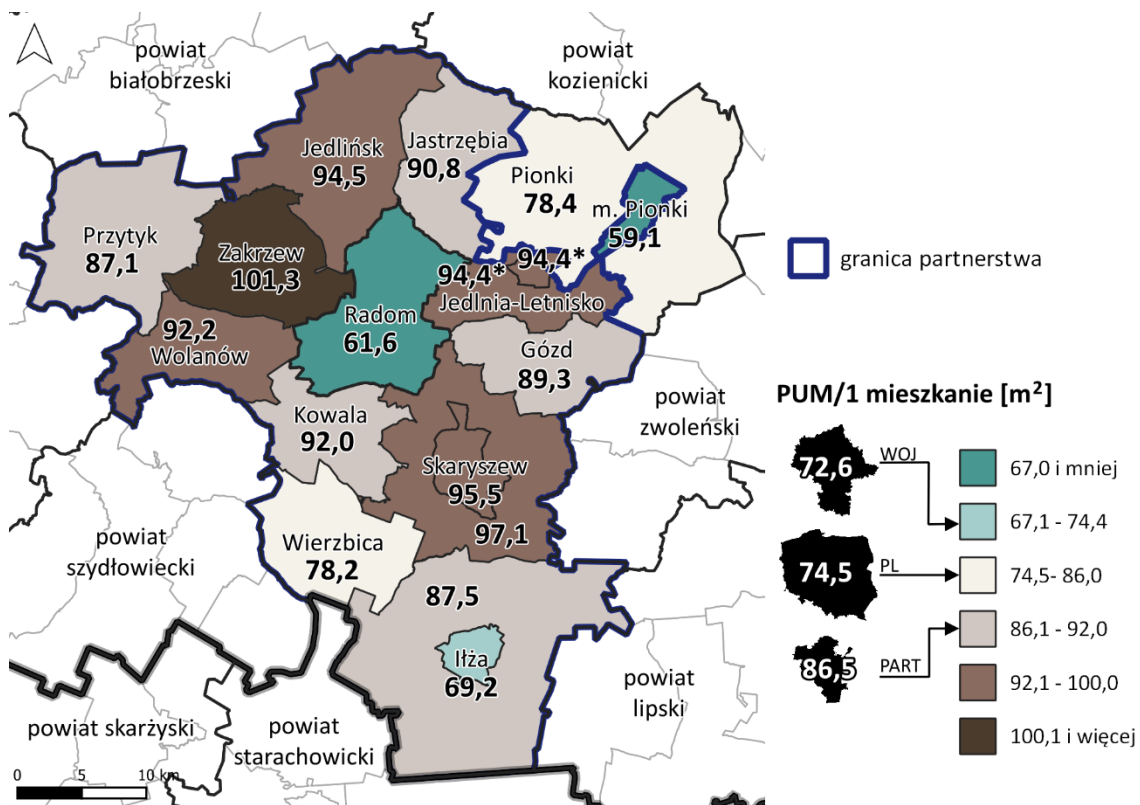 powiat
białobrzeski
powiat
kozienicki
Jedlińsk
94,5
Jastrzębia
90,8
Pionki
78,4
m. Pionki
59,1
Przytyk
87,1
Zakrzew
101,3
94,4*
94,4*
Jedlnia-Letnisko
granica partnerstwa
Radom
61,6
92,2
Wolanów
Gózd
89,3
Kowala
92,0
powiat
zwoleński
PUM/1 mieszkanie [m²]
Skaryszew
95,5
97,1
WOJ
72,6
67,0 i mniej
67,1 - 74,4
powiat
szydłowiecki
Wierzbica
78,2
PL
74,5
74,5- 86,0
87,5
86,1 - 92,0
PART
86,5
Iłża
69,2
powiat
lipski
92,1 - 100,0
powiat skarżyski
powiat
starachowicki
100,1 i więcej
0 5 10 km